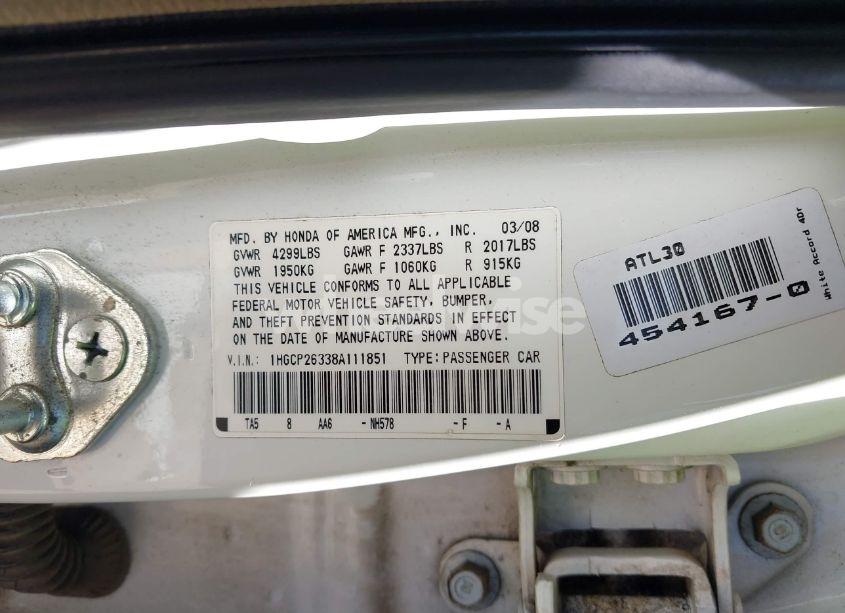 MFD. BY HONDA OF AMERICA MFG., INC. 03/08
GVWR 4299LBS GAWR F 2337LBS R 2017LBS
GVWR 1950KG GAWR F 1060KG R 915KG
THIS VEHICLE CONFORMS TO ALL APPLICABLE
FEDERAL MOTOR VEHICLE SAFETY, BUMPER,
AND THEFT PREVENTION STANDARDS IN EFFECT
ON THE DATE OF MANUFACTURE SHOWN ABOVE.
V.I.N.: 1HGCP26338A111851 TYPE: PASSENGER CAR
TA5 8 AA6 -NH578 -F -A
ATL30
454167-0
White Accord 4Dr